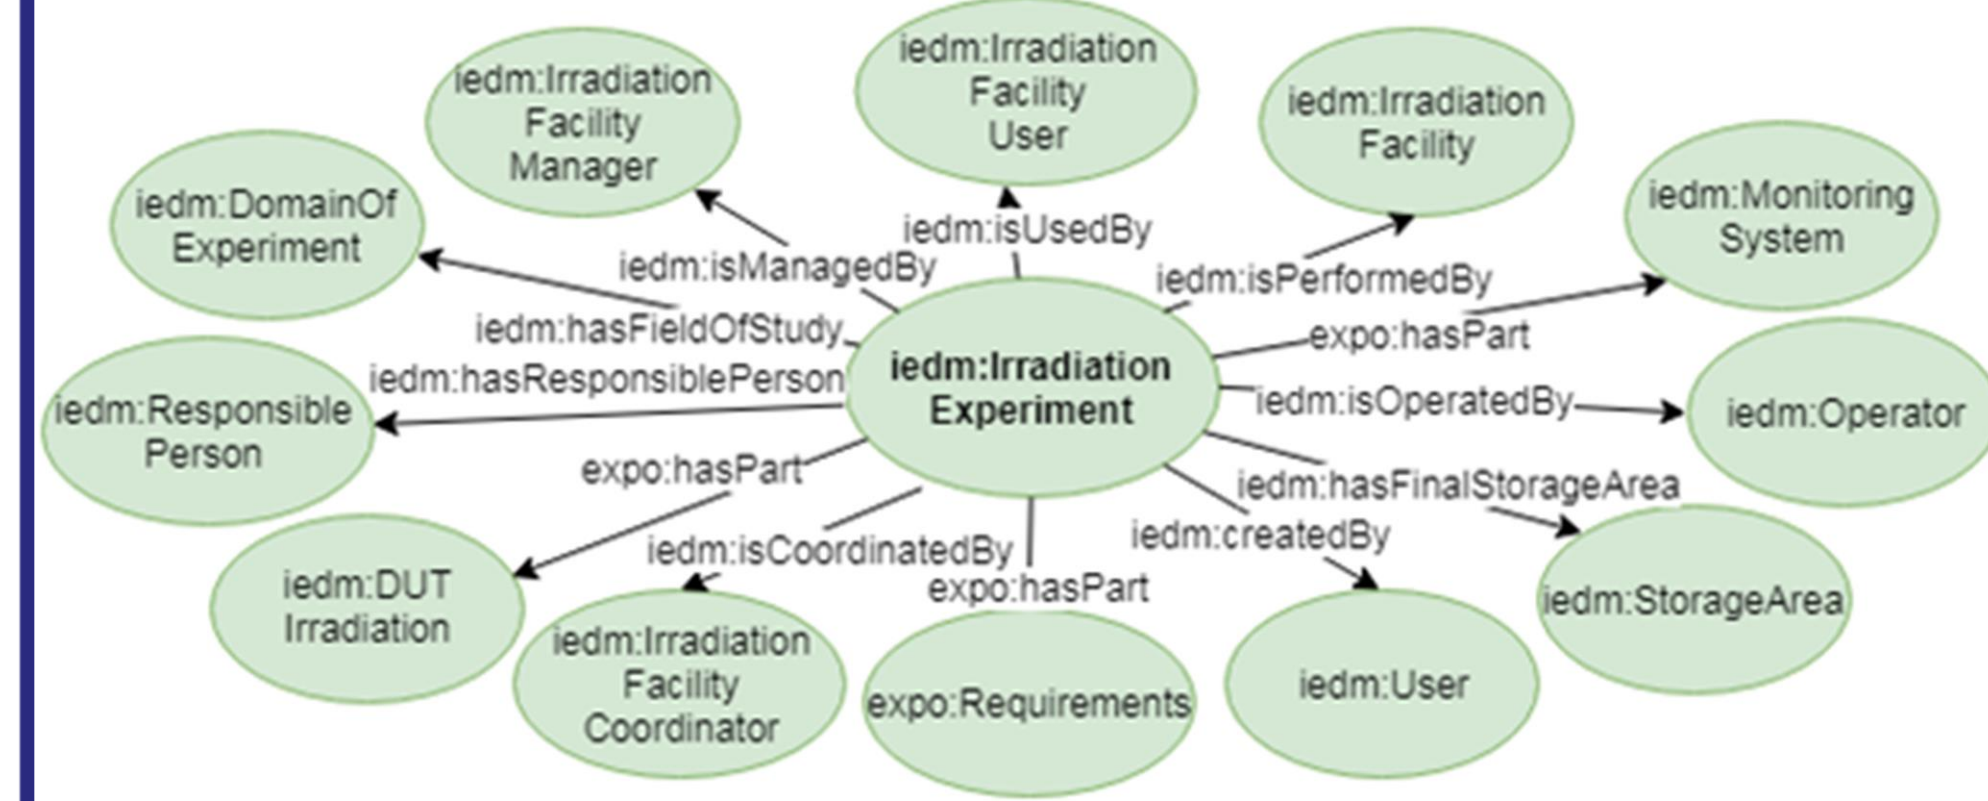 iedm:Irradiation
Facility
User
iedm:Irradiation
Facility
Manager
iedm:Irradiation
Facility
iedm:DomainOf
Experiment
iedm:Monitoring
System
iedm:isUsedBy
iedm:isManagedBy
iedm:isPerformedBy
iedm:hasFieldOfStudy
expo:hasPart
iedm:hasResponsiblePerson
iedm:Irradiation
Experiment
iedm:isOperatedBy
iedm:Operator
iedm:Responsible
Person
expo:hasPart
iedm:hasFinalStorageArea
iedm:isCoordinatedBy
iedm:createdBy
expo:hasPart
iedm:DUT
Irradiation
iedm:StorageArea
iedm:Irradiation
Facility
Coordinator
expo:Requirements
iedm:User